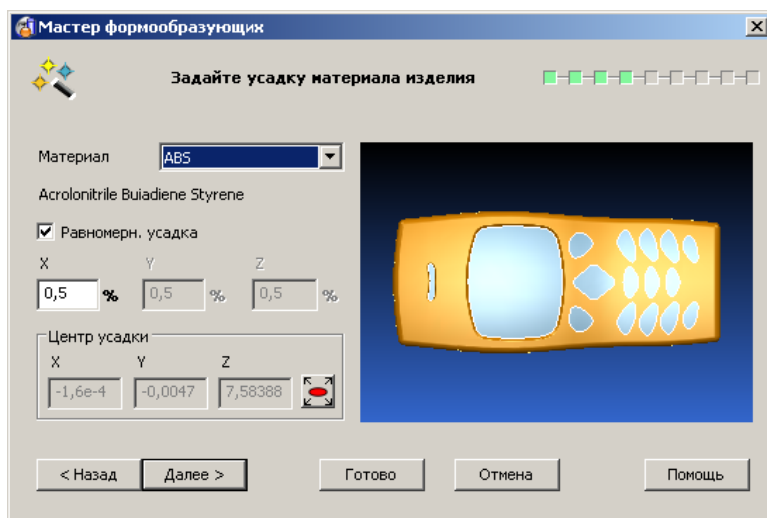 Мастер формообразующих
Задайте усадку материала изделия
Материал ABS
Acrolonitrile Buiadiene Styrene
Равномерн. усадка
X Y Z
0,5 % 0,5 % 0,5 %
Центр усадки
X Y Z
-1,6e-4 -0,0047 7,58388
< Назад Далее > Готово Отмена Помощь